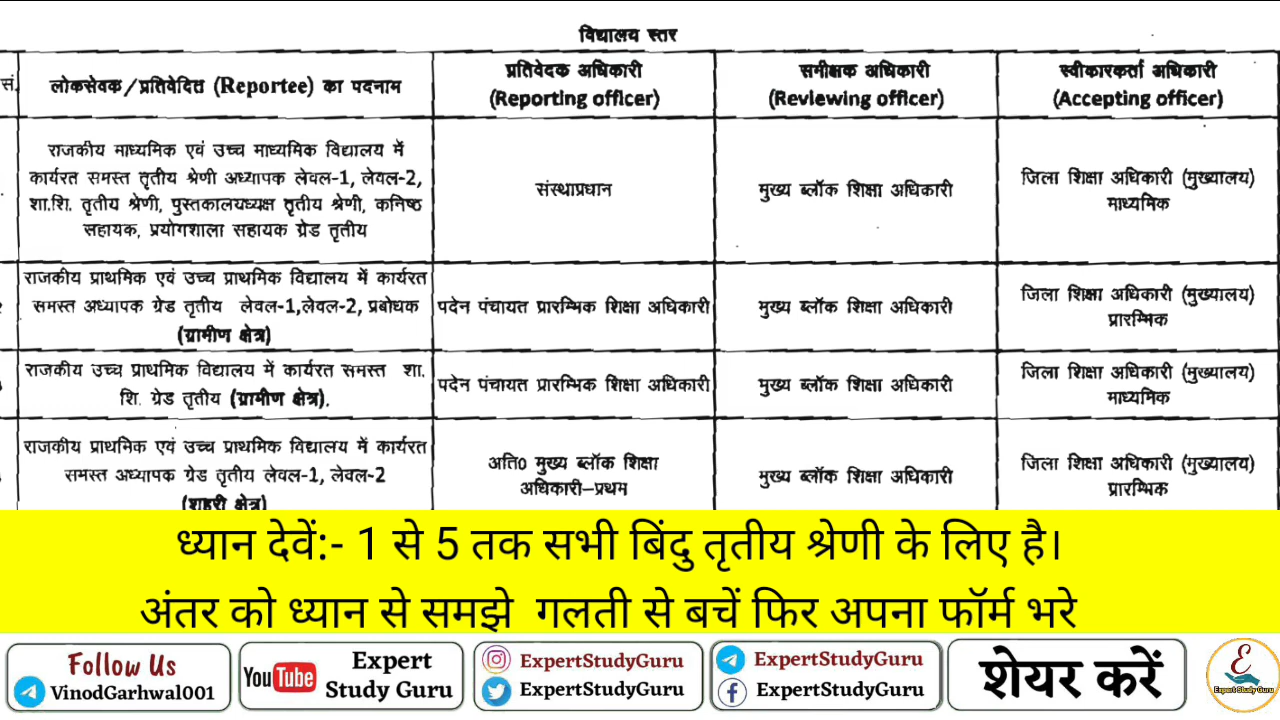 विद्यालय स्तर
सं.
लोकसेवक/प्रतिवेदित (Reportee) का पदनाम
प्रतिवेदक अधिकारी
(Reporting officer)
समीक्षक अधिकारी
(Reviewing officer)
स्वीकारकर्ता अधिकारी
(Accepting officer)
राजकीय माध्यमिक एवं उच्च माध्यमिक विद्यालय में
कार्यरत समस्त तृतीय श्रेणी अध्यापक लेवल-1, लेवल-2,
शा.शि. तृतीय श्रेणी, पुस्तकालयध्यक्ष तृतीय श्रेणी, कनिष्ठ
सहायक, प्रयोगशाला सहायक ग्रेड तृतीय
संस्थाप्रधान
मुख्य ब्लॉक शिक्षा अधिकारी
जिला शिक्षा अधिकारी (मुख्यालय)
माध्यमिक
राजकीय प्राथमिक एवं उच्च प्राथमिक विद्यालय में कार्यरत
समस्त अध्यापक ग्रेड तृतीय लेवल-1,लेवल-2, प्रबोधक
(ग्रामीण क्षेत्र)
पदेन पंचायत प्रारम्भिक शिक्षा अधिकारी
मुख्य ब्लॉक शिक्षा अधिकारी
जिला शिक्षा अधिकारी (मुख्यालय)
प्रारम्भिक
राजकीय उच्च प्राथमिक विद्यालय में कार्यरत समस्त शा.
शि. ग्रेड तृतीय (ग्रामीण क्षेत्र).
पदेन पंचायत प्रारम्भिक शिक्षा अधिकारी
मुख्य ब्लॉक शिक्षा अधिकारी
जिला शिक्षा अधिकारी (मुख्यालय)
माध्यमिक
राजकीय प्राथमिक एवं उच्च प्राथमिक विद्यालय में कार्यरत
समस्त अध्यापक ग्रेड तृतीय लेवल-1, लेवल-2
(शहरी क्षेत्र)
अति0 मुख्य ब्लॉक शिक्षा
अधिकारी-प्रथम
मुख्य ब्लॉक शिक्षा अधिकारी
जिला शिक्षा अधिकारी (मुख्यालय)
प्रारम्भिक
ध्यान देवें:- 1 से 5 तक सभी बिंदु तृतीय श्रेणी के लिए है।
अंतर को ध्यान से समझे गलती से बचें फिर अपना फॉर्म भरे
Follow Us
VinodGarhwal001
YouTube
Expert
Study Guru
ExpertStudyGuru
ExpertStudyGuru
ExpertStudyGuru
ExpertStudyGuru
शेयर करें
Expert Study Guru